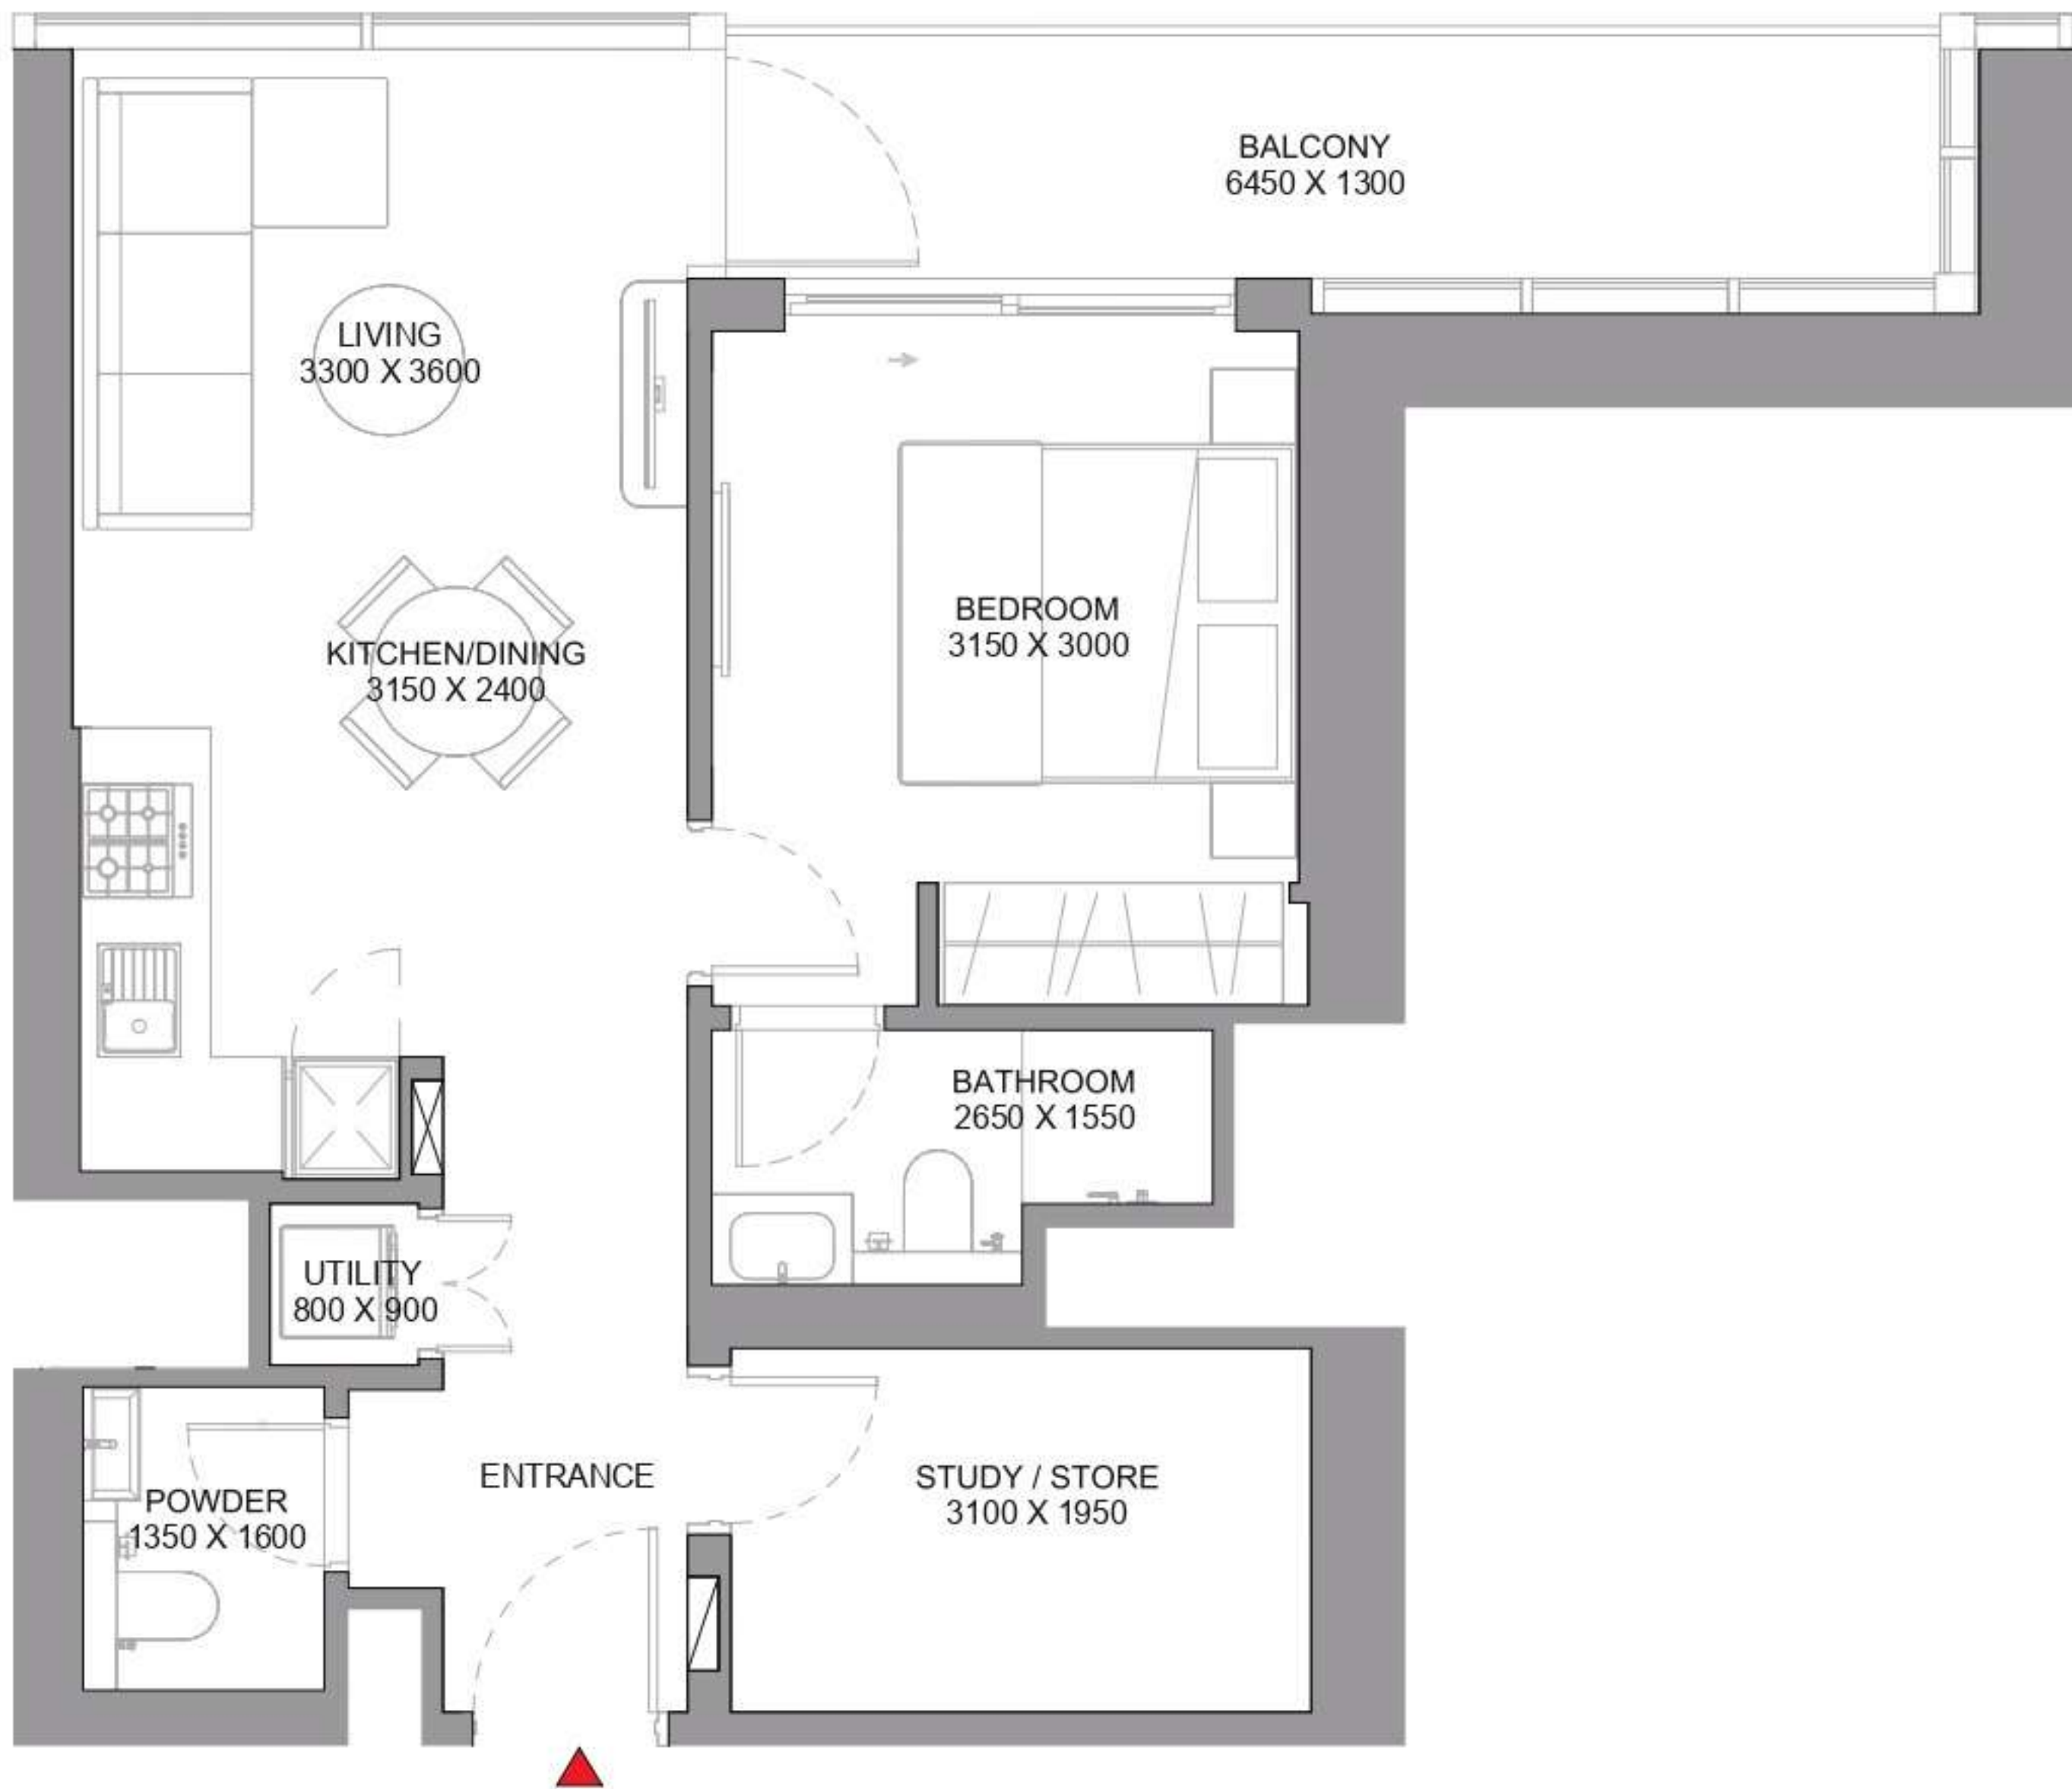 BALCONY
6450 X 1300
LIVING
3300 X 3600
BEDROOM
3150 X 3000
KITCHEN/DINING
3150 X 2400
BATHROOM
2650 X 1550
UTILITY
800 X 900
ENTRANCE
STUDY / STORE
3100 X 1950
POWDER
1350 X 1600